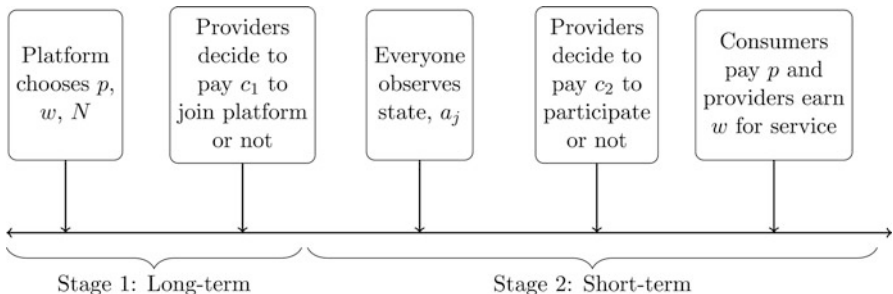 Platform
chooses p,
w, N
Providers
decide to
pay c₁ to
join platform
or not
Everyone
observes
state, aⱼ
Providers
decide to
pay c₂ to
participate
or not
Consumers
pay p and
providers earn
w for service
Stage 1: Long-term
Stage 2: Short-term